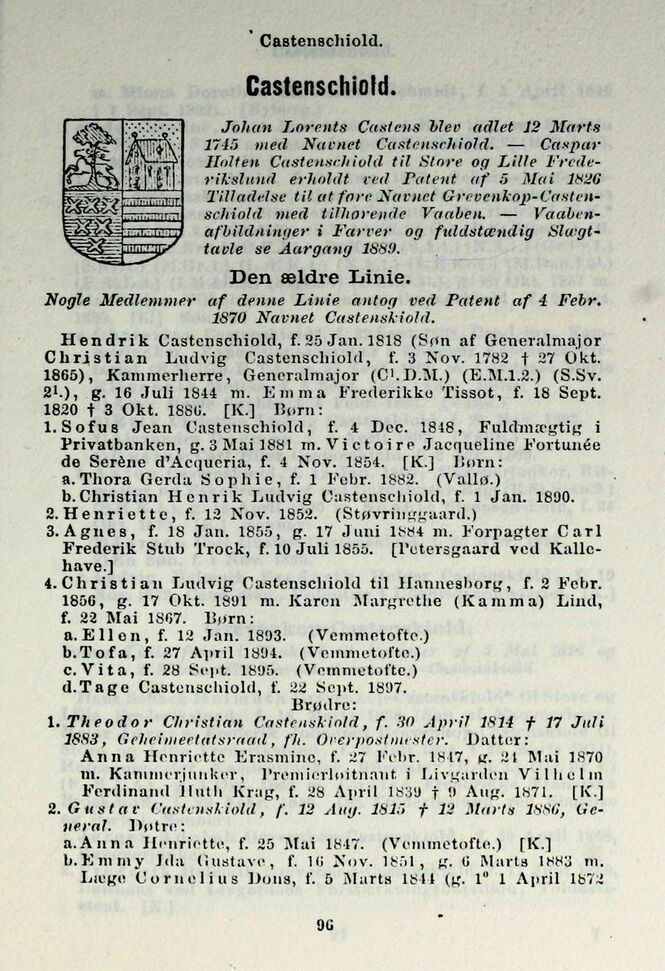 Castenschiold.
Castenschiold.
Johan Lorents Castens blev adlet 12 Marts
1745 med Navnet Castenschiold. — Caspar
Holten Castenschiold til Store og Lille Frede-
rikslund erholdt ved Patent af 5 Mai 1826
Tilladelse til at føre Navnet Grevenkop-Casten-
schiold med tilhørende Vaaben. — Vaaben-
afbildninger i Farver og fuldstændig Slægt-
tavle se Aargang 1889.
Den ældre Linie.
Nogle Medlemmer af denne Linie antog ved Patent af 4 Febr.
1870 Navnet Castenskiold.
Hendrik Castenschiold, f. 25 Jan. 1818 (Søn af Generalmajor
Christian Ludvig Castenschiold, f. 3 Nov. 1782 † 27 Okt.
1865), Kammerherre, Generalmajor (C¹.D.M.) (E.M.1.2.) (S.Sv.
2¹.), g. 16 Juli 1844 m. Emma Frederikke Tissot, f. 18 Sept.
1820 † 3 Okt. 1886. [K.] Børn:
1. Sofus Jean Castenschiold, f. 4 Dec. 1848, Fuldmægtig i
Privatbanken, g. 3 Mai 1881 m. Victoire Jacqueline Fortunée
de Serène d'Acqueria, f. 4 Nov. 1854. [K.] Børn:
a. Thora Gerda Sophie, f. 1 Febr. 1882. (Vallø.)
b. Christian Henrik Ludvig Castenschiold, f. 1 Jan. 1890.
2. Henriette, f. 12 Nov. 1852. (Støvringgaard.)
3. Agnes, f. 18 Jan. 1855, g. 17 Juni 1884 m. Forpagter Carl
Frederik Stub Trock, f. 10 Juli 1855. [Petersgaard ved Kalle-
have.]
4. Christian Ludvig Castenschiold til Hannesborg, f. 2 Febr.
1856, g. 17 Okt. 1891 m. Karen Margrethe (Kamma) Lind,
f. 22 Mai 1867. Børn:
a. Ellen, f. 12 Jan. 1893. (Vemmetofte.)
b. Tofa, f. 27 April 1894. (Vemmetofte.)
c. Vita, f. 28 Sept. 1895. (Vemmetofte.)
d. Tage Castenschiold, f. 22 Sept. 1897.
Brødre:
1. Theodor Christian Castenskiold, f. 30 April 1814 † 17 Juli
1883, Geheimeetatsraad, fh. Overpostmester. Datter:
Anna Henriette Erasmine, f. 27 Febr. 1847, g. 21 Mai 1870
m. Kammerjunker, Premierløitnant i Livgarden Vilhelm
Ferdinand Huth Krag, f. 28 April 1839 † 9 Aug. 1871. [K.]
2. Gustav Castenskiold, f. 12 Aug. 1815 † 12 Marts 1886, Ge-
neral. Døtre:
a. Anna Henriette, f. 25 Mai 1847. (Vemmetofte.) [K.]
b. Emmy Ida Gustave, f. 16 Nov. 1851, g. 6 Marts 1883 m.
Læge Cornelius Dons, f. 5 Marts 1844 (g. 1° 1 April 1872
96